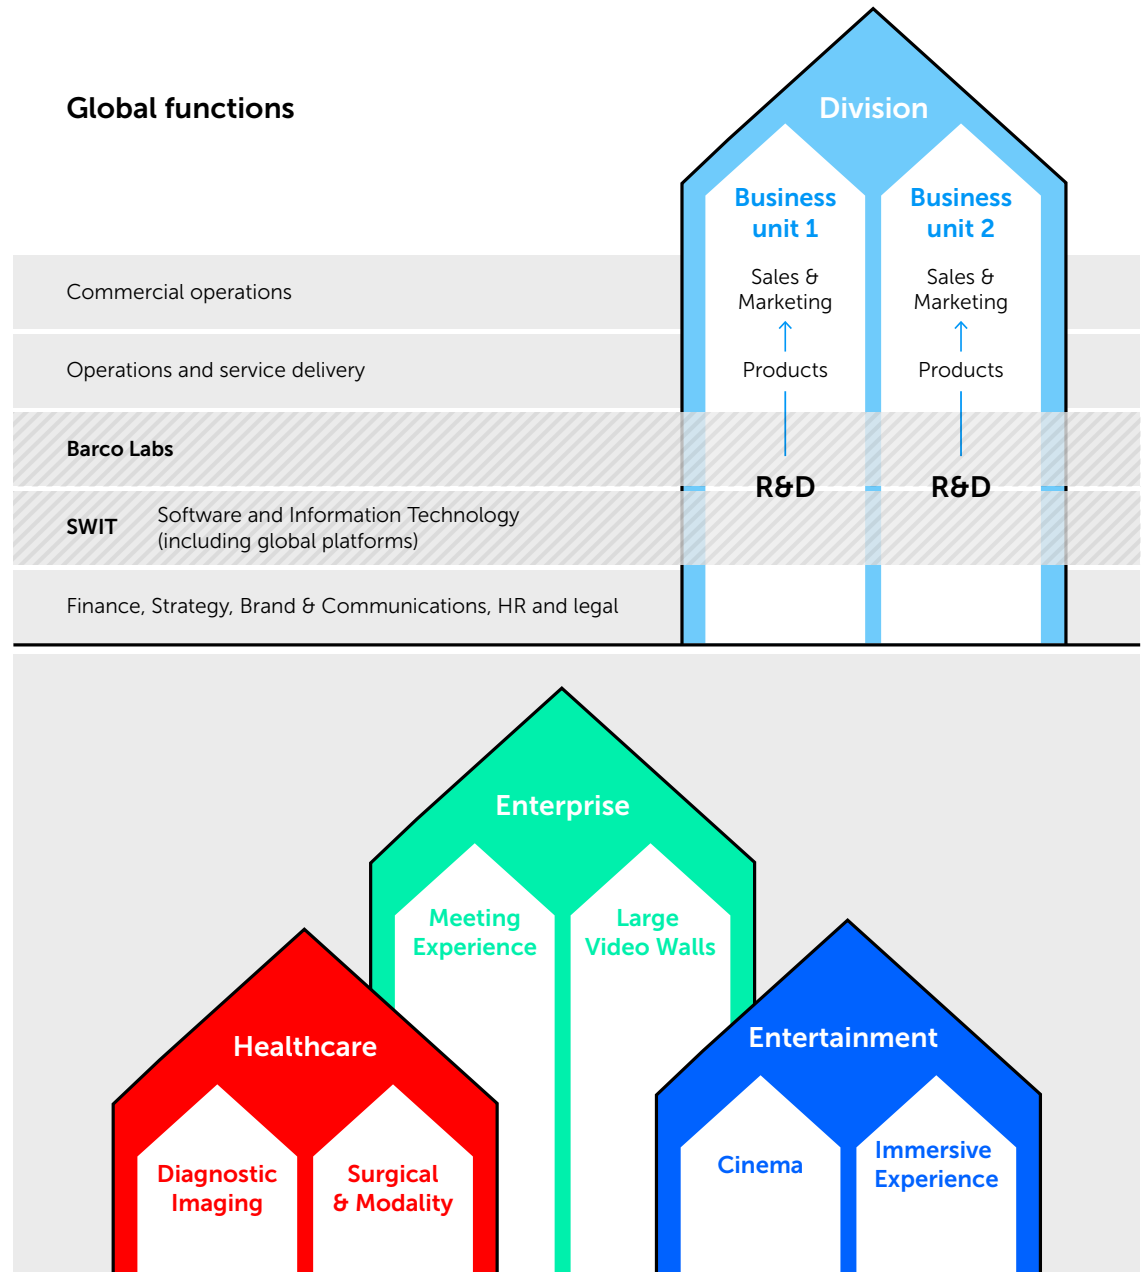 Global functions
Division
Business
unit 1
Business
unit 2
Commercial operations
Sales &
Marketing
Sales &
Marketing
Operations and service delivery
Products
Products
Barco Labs
R&D
R&D
SWIT
Software and Information Technology
(including global platforms)
Finance, Strategy, Brand & Communications, HR and legal
Enterprise
Meeting
Experience
Large
Video Walls
Healthcare
Diagnostic
Imaging
Surgical
& Modality
Entertainment
Cinema
Immersive
Experience